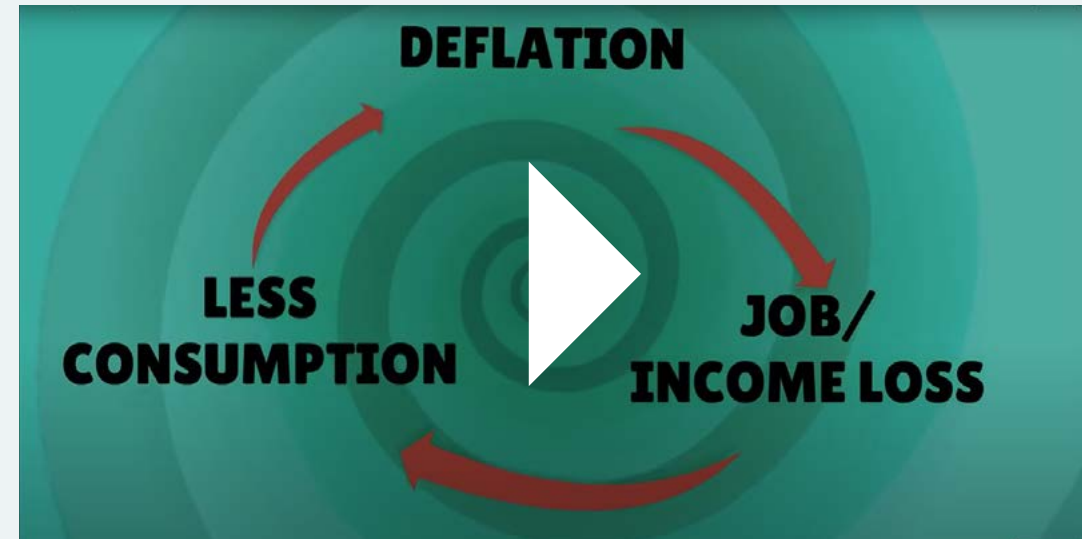 DEFLATION
LESS
CONSUMPTION
JOB/
INCOME LOSS